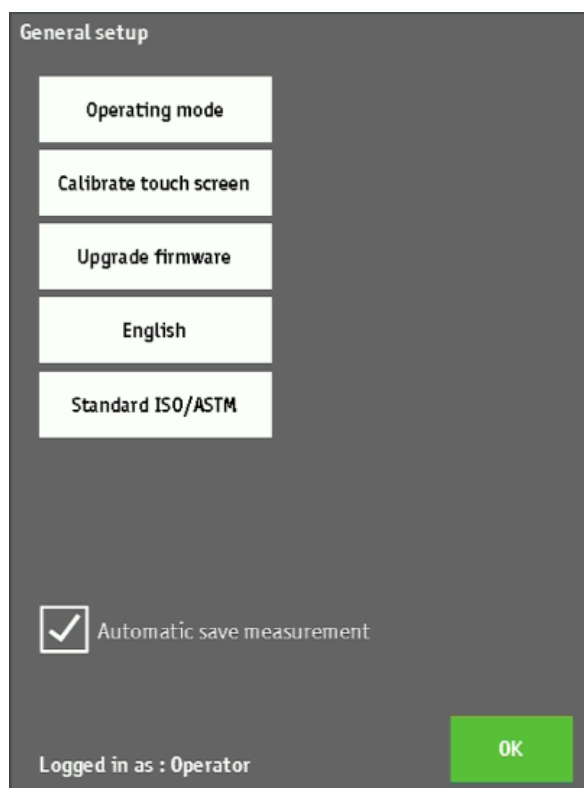 General setup
Operating mode
Calibrate touch screen
Upgrade firmware
English
Standard ISO/ASTM
Automatic save measurement
OK
Logged in as : Operator